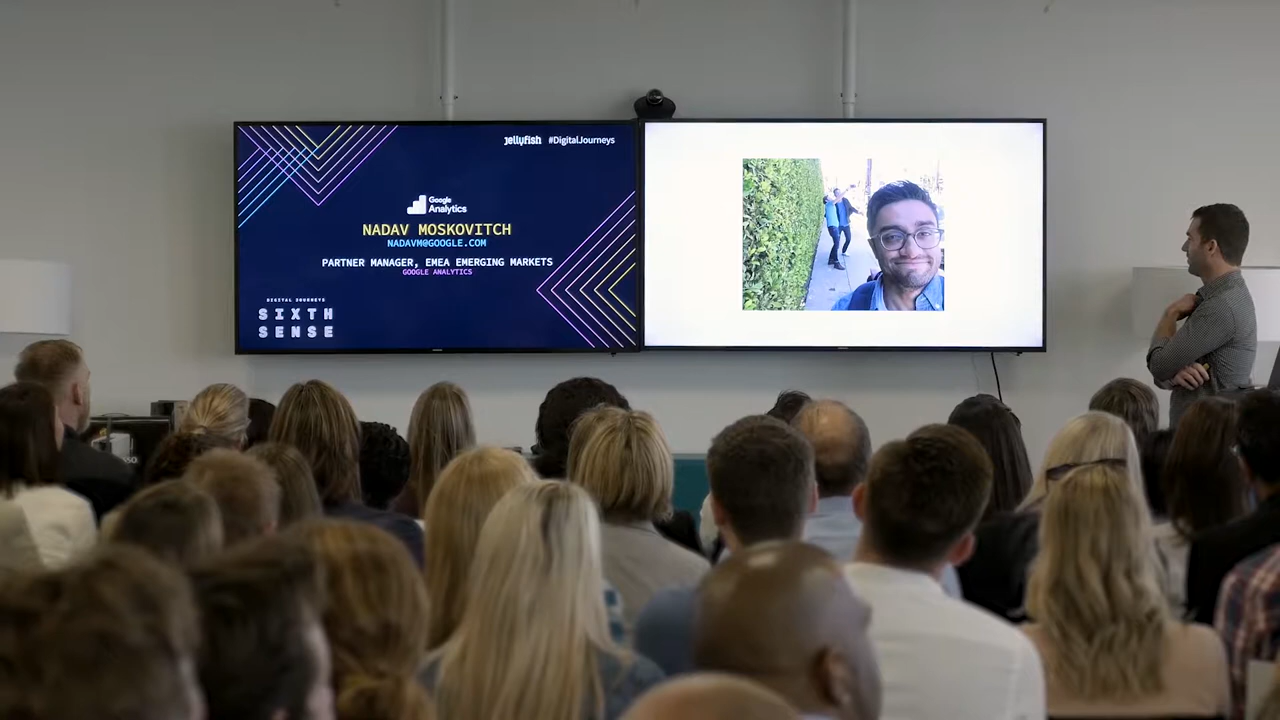 jellyfish #DigitalJourneys
Google
Analytics
NADAV MOSKOVITCH
NADAVM@GOOGLE.COM
PARTNER MANAGER, EMEA EMERGING MARKETS
GOOGLE ANALYTICS
DIGITAL JOURNEYS
SIXTH
SENSE